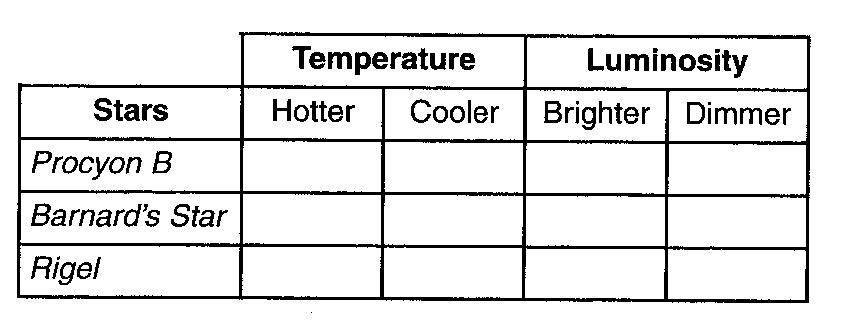 Temperature Luminosity
Stars Hotter Cooler Brighter Dimmer
Procyon B
Barnard's Star
Rigel